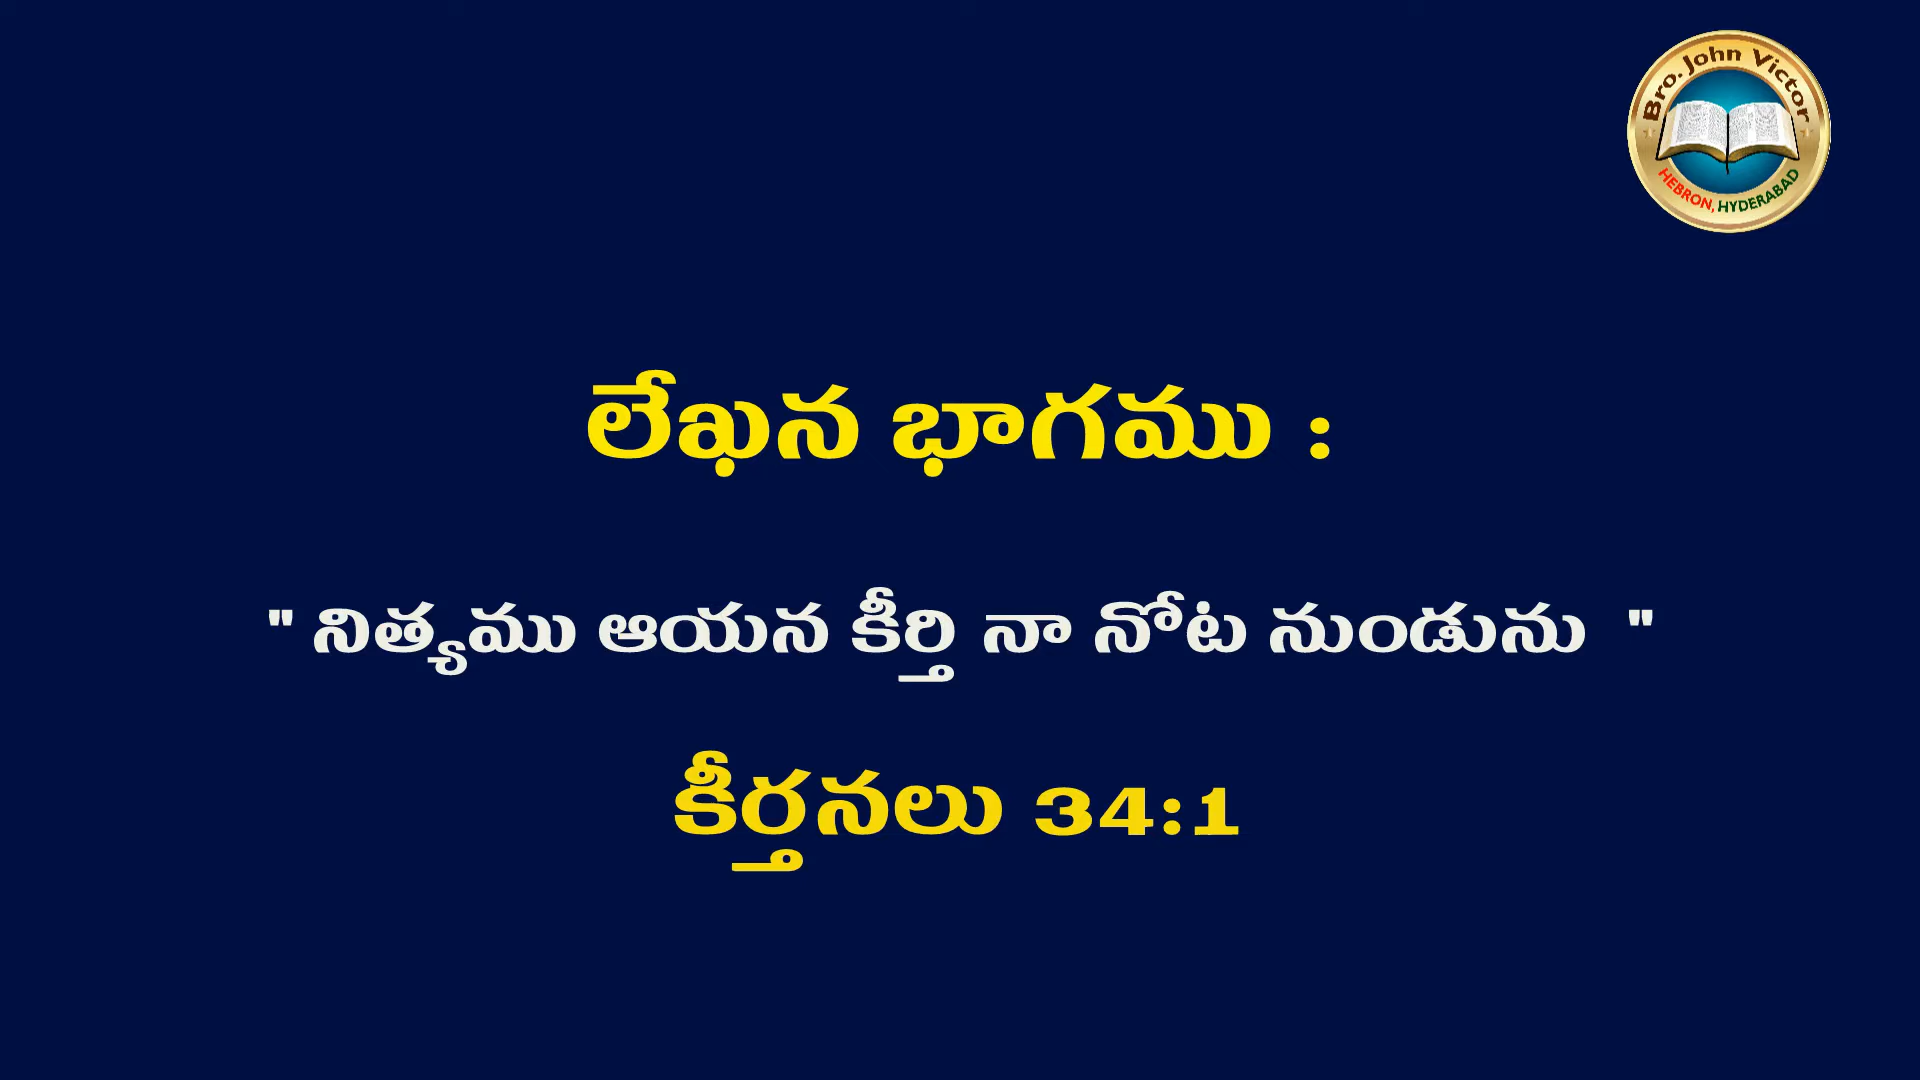 Bro. John Victor
HEBRON, HYDERABAD
లేఖన భాగము :
" నిత్యము ఆయన కీర్తి నా నోట నుండును "
కీర్తనలు 34:1